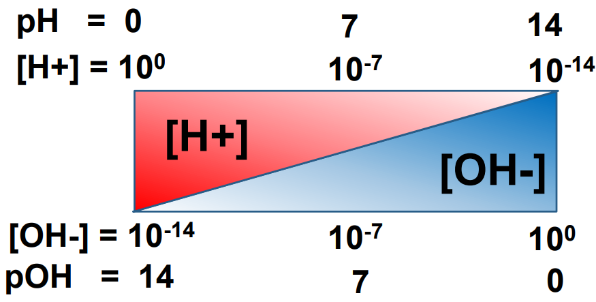 pH = 0 7 14
[H+] = 10⁰ 10⁻⁷ 10⁻¹⁴
[H+]
[OH-]
[OH-] = 10⁻¹⁴ 10⁻⁷ 10⁰
pOH = 14 7 0